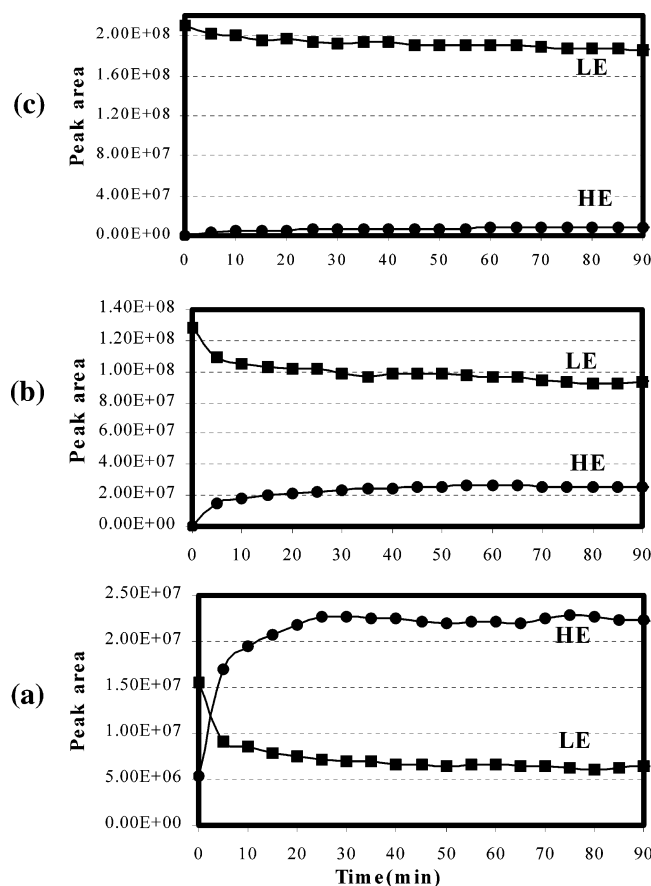 (c)
Peak area
2.00E+08
1.60E+08
1.20E+08
8.00E+07
4.00E+07
0.00E+00
LE
HE
0 10 20 30 40 50 60 70 80 90
(b)
Peak area
1.40E+08
1.20E+08
1.00E+08
8.00E+07
6.00E+07
4.00E+07
2.00E+07
0.00E+00
LE
HE
0 10 20 30 40 50 60 70 80 90
(a)
Peak area
2.50E+07
2.00E+07
1.50E+07
1.00E+07
5.00E+06
0.00E+00
HE
LE
0 10 20 30 40 50 60 70 80 90
Time(min)